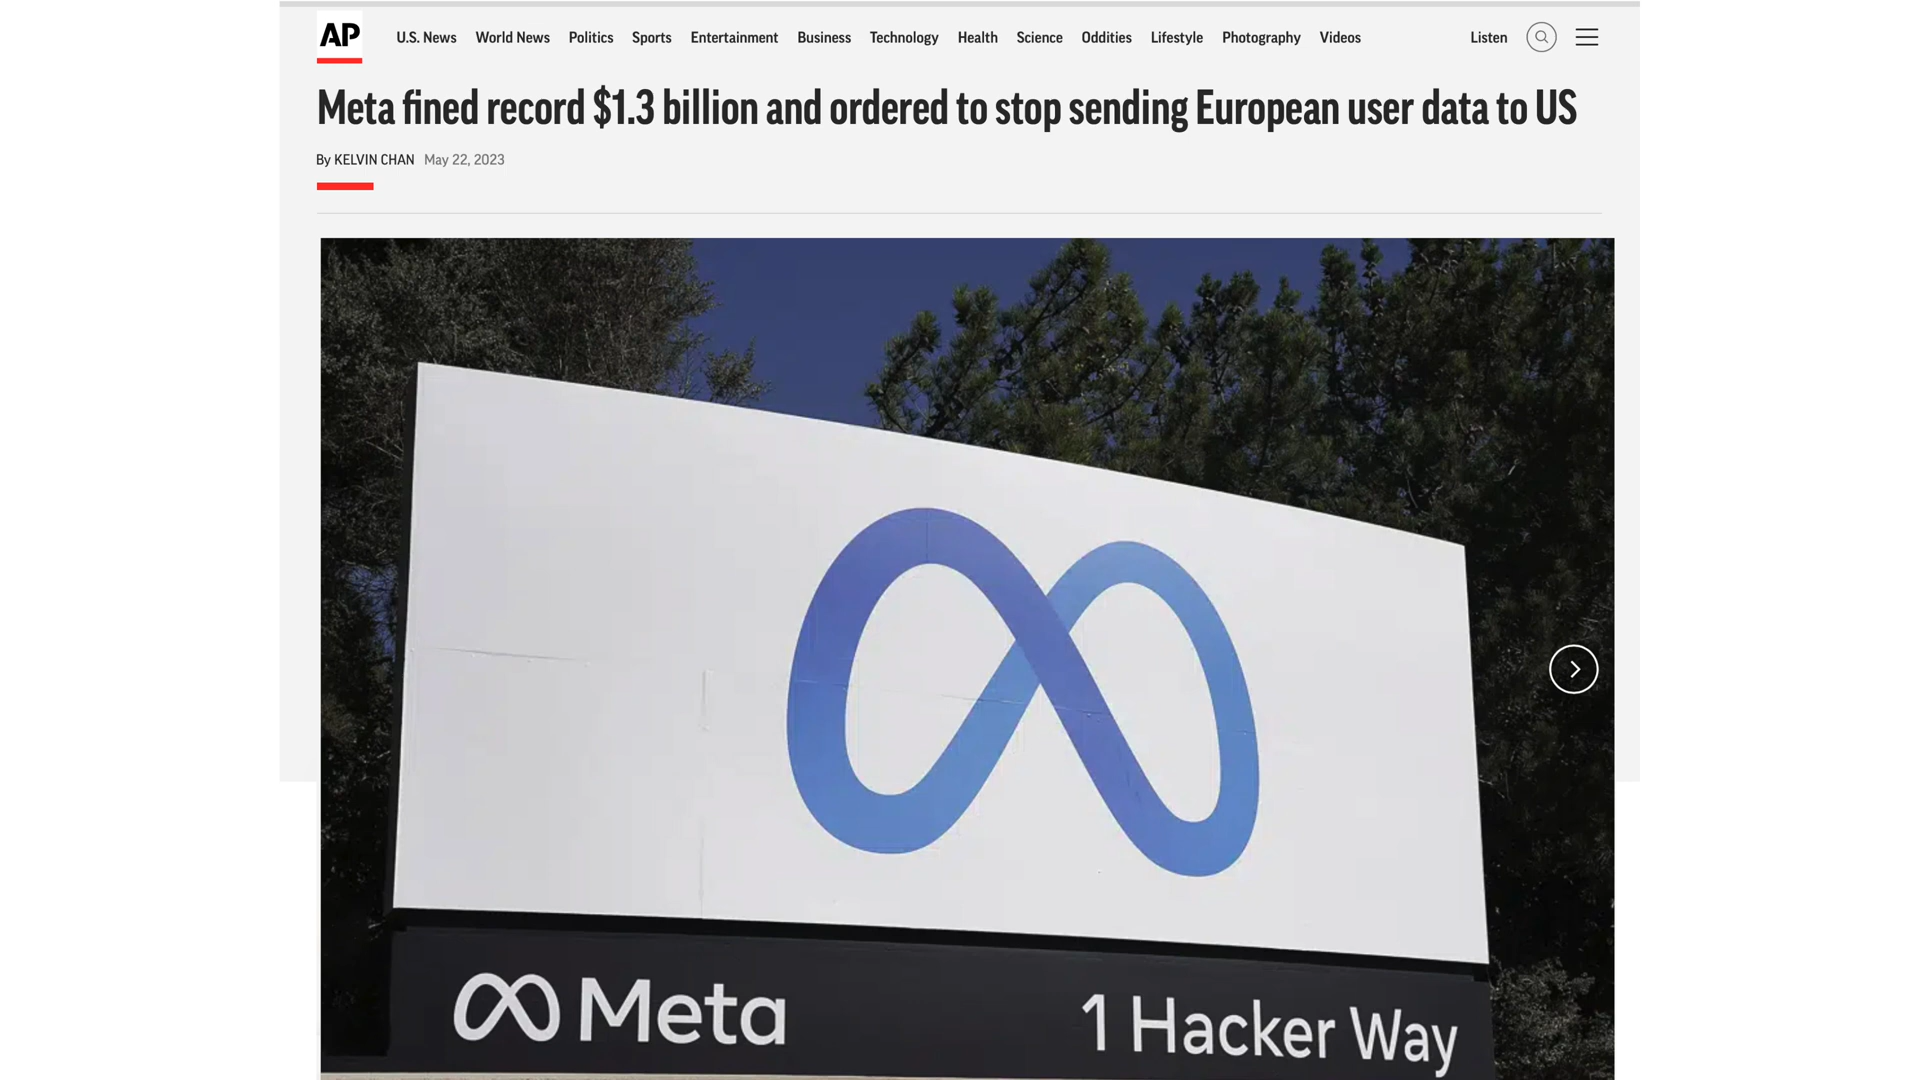 AP U.S. News World News Politics Sports Entertainment Business Technology Health Science Oddities Lifestyle Photography Videos Listen
Meta fined record $1.3 billion and ordered to stop sending European user data to US
By KELVIN CHAN May 22, 2023
Meta 1 Hacker Way